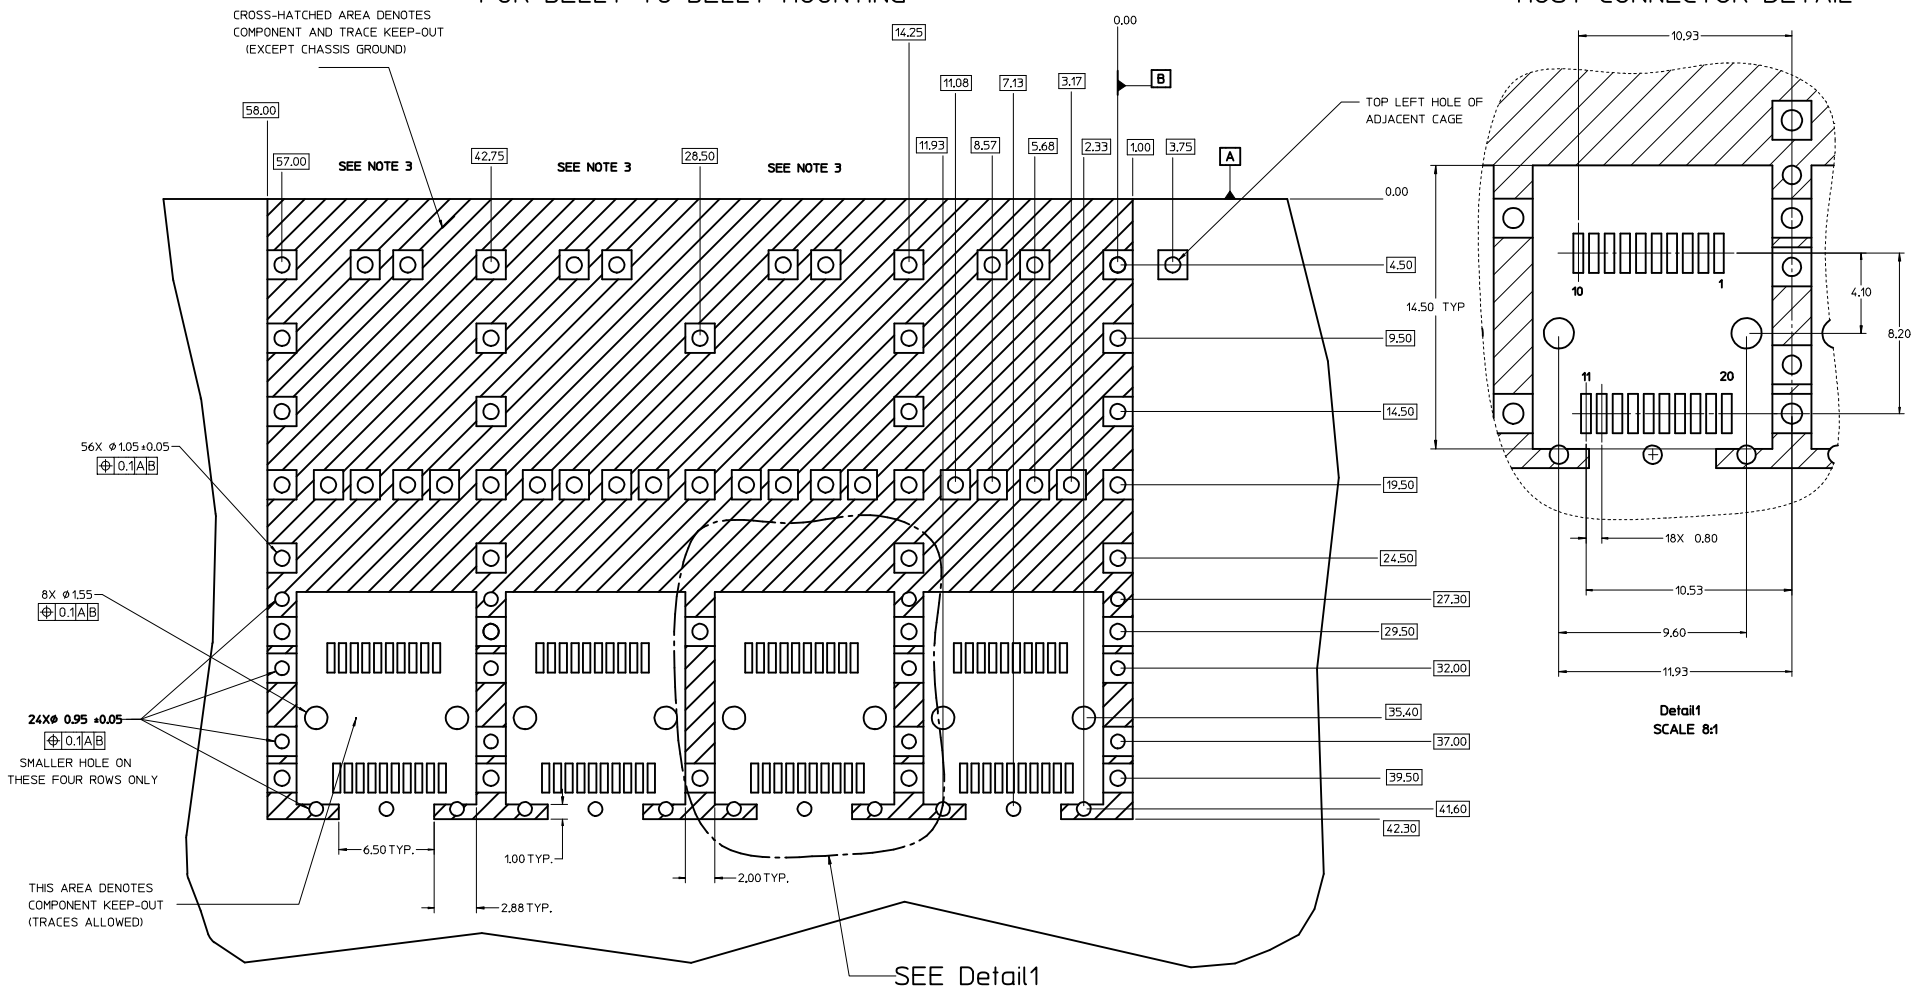 CROSS-HATCHED AREA DENOTES
COMPONENT AND TRACE KEEP-OUT
(EXCEPT CHASSIS GROUND)
0.00
14.25
B
11.08
7.13
3.17
58.00
TOP LEFT HOLE OF
ADJACENT CAGE
57.00
SEE NOTE 3
42.75
SEE NOTE 3
28.50
SEE NOTE 3
11.93
8.57
5.68
2.33
1.00
3.75
A
0.00
4.50
9.50
14.50
56X Ø1.05 ±0.05
⌖ 0.1 A B
19.50
24.50
8X Ø1.55
⌖ 0.1 A B
27.30
29.50
32.00
24XØ 0.95 ±0.05
⌖ 0.1 A B
SMALLER HOLE ON
THESE FOUR ROWS ONLY
35.40
37.00
39.50
41.60
42.30
6.50 TYP.
1.00 TYP.
2.00 TYP.
2.88 TYP.
THIS AREA DENOTES
COMPONENT KEEP-OUT
(TRACES ALLOWED)
SEE Detail1
10.93
10
1
14.50 TYP
4.10
8.20
11
20
18X 0.80
10.53
9.60
11.93
Detail1
SCALE 8:1